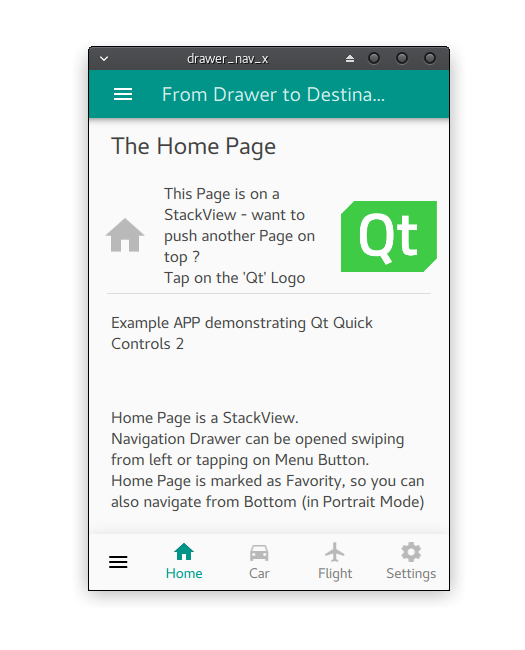 drawer_nav_x
From Drawer to Destina...
The Home Page
This Page is on a
StackView - want to
push another Page on
top ?
Tap on the 'Qt' Logo
Qt
Example APP demonstrating Qt Quick
Controls 2
Home Page is a StackView.
Navigation Drawer can be opened swiping
from left or tapping on Menu Button.
Home Page is marked as Favority, so you can
also navigate from Bottom (in Portrait Mode)
Home
Car
Flight
Settings